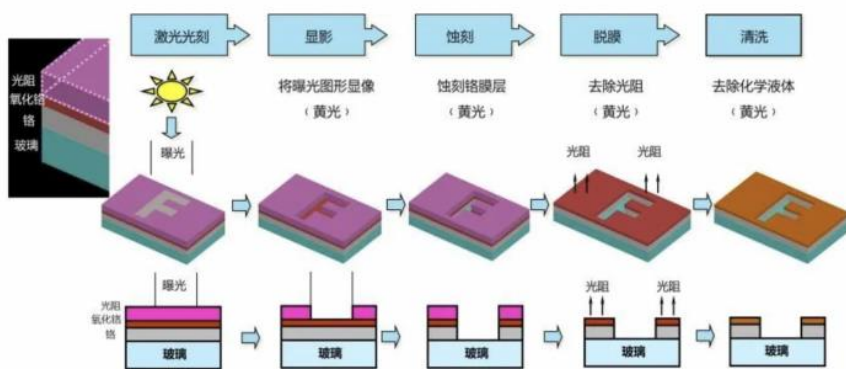 激光光刻
显影
蚀刻
脱膜
清洗
将曝光图形显像
(黄光)
蚀刻铬膜层
(黄光)
去除光阻
(黄光)
去除化学液体
(黄光)
光阻
氧化铬
铬
玻璃
曝光
光阻
光阻
曝光
光阻
氧化铬
铬
玻璃
玻璃
玻璃
光阻
光阻
玻璃
玻璃